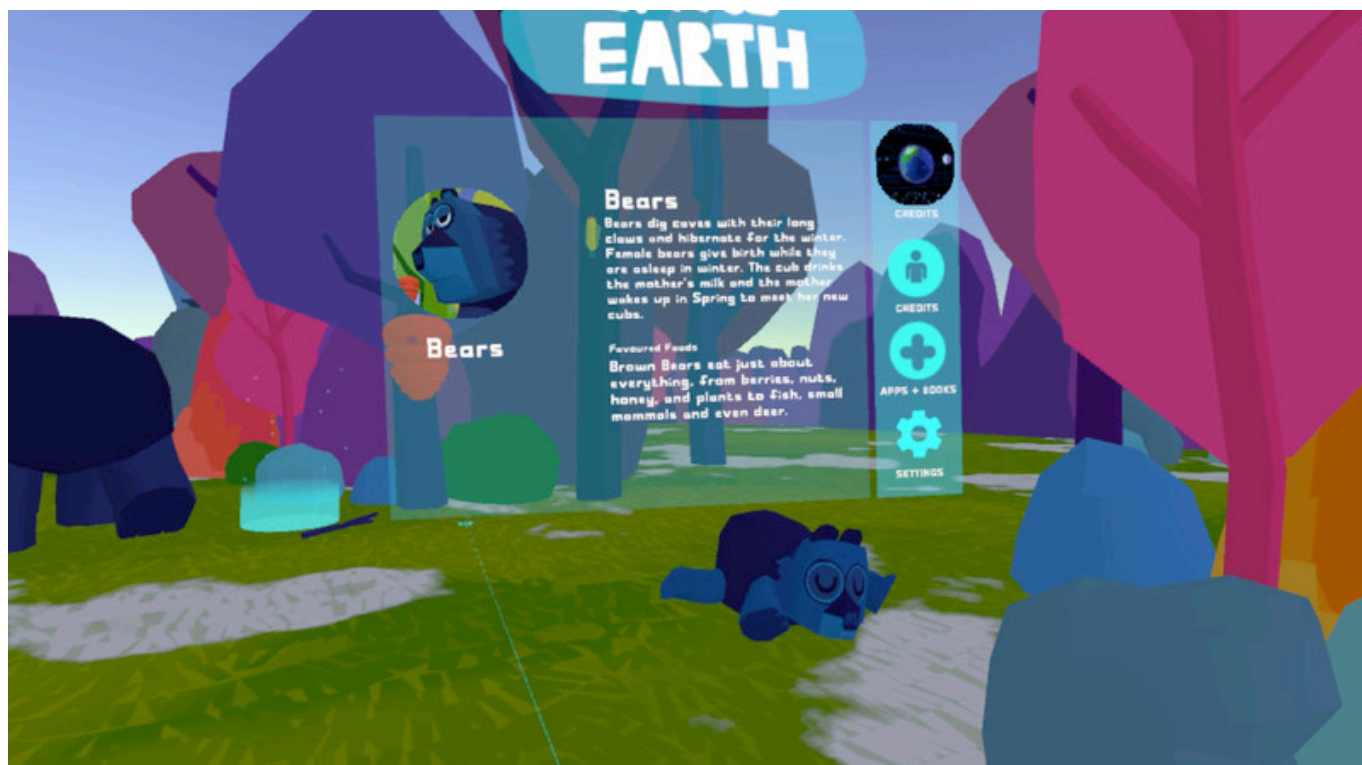 EARTH
Bears
Bears
Bears dig caves with their long
claws and hibernate for the winter.
Female bears give birth while they
are asleep in winter. The cub drinks
the mother's milk and the mother
wakes up in Spring to meet her new
cubs.
Favoured Foods
Brown Bears eat just about
everything, from berries, nuts,
honey, and plants to fish, small
mammals and even deer.
CREDITS
CREDITS
APPS + BOOKS
SETTINGS